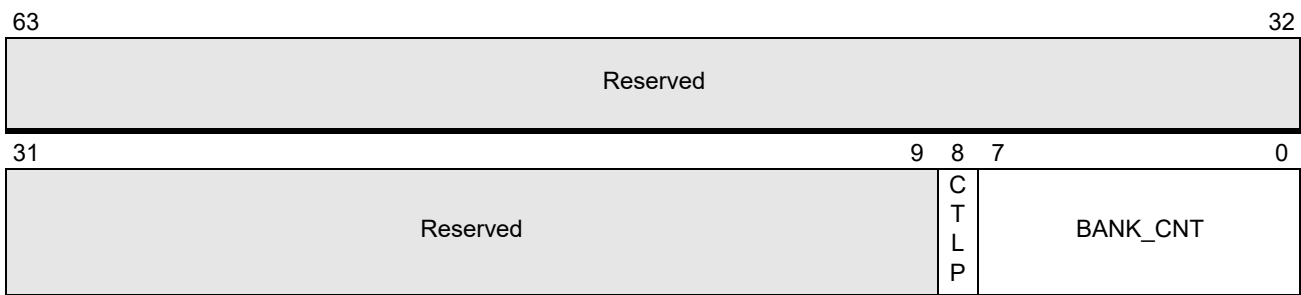 63 32
Reserved
31 9 8 7 0
Reserved
C
T
L
P
BANK_CNT